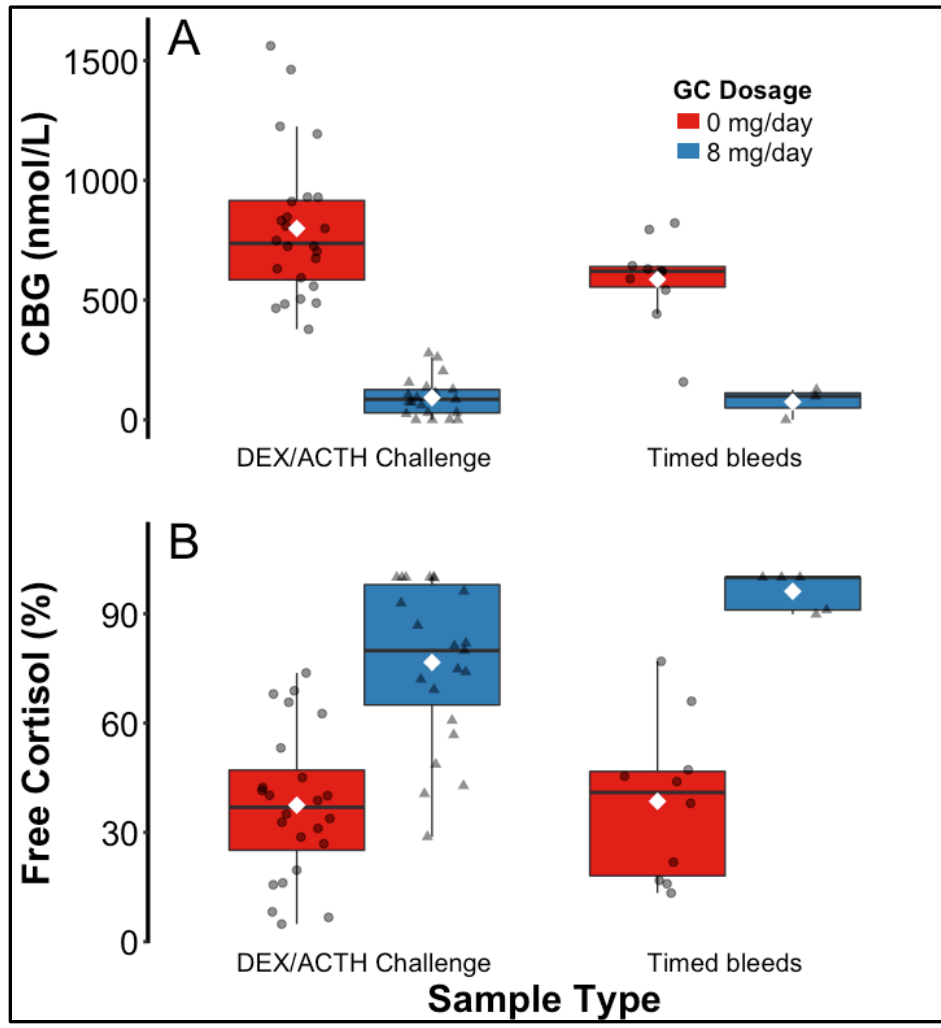 A
1500
1000
500
0
CBG (nmol/L)
GC Dosage
0 mg/day
8 mg/day
DEX/ACTH Challenge
Timed bleeds
B
90
60
30
0
Free Cortisol (%)
DEX/ACTH Challenge
Timed bleeds
Sample Type